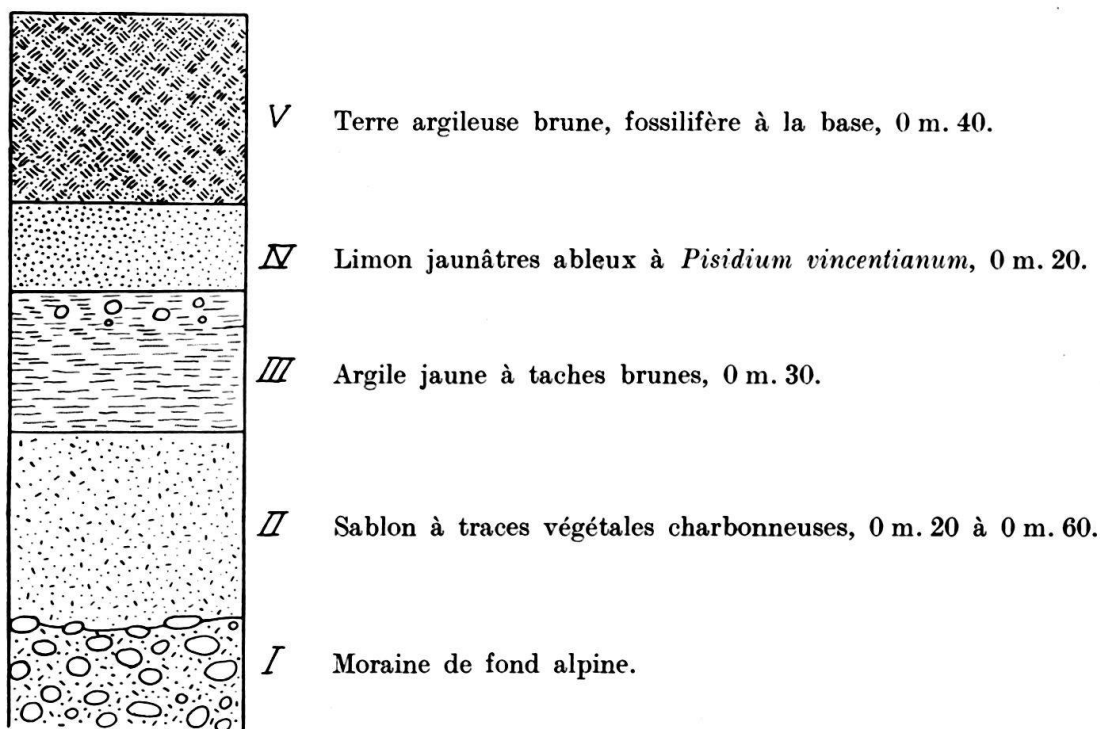 V Terre argileuse brune, fossilifère à la base, 0 m. 40.
IV Limon jaunâtres ableux à Pisidium vincentianum, 0 m. 20.
III Argile jaune à taches brunes, 0 m. 30.
II Sablon à traces végétales charbonneuses, 0 m. 20 à 0 m. 60.
I Moraine de fond alpine.